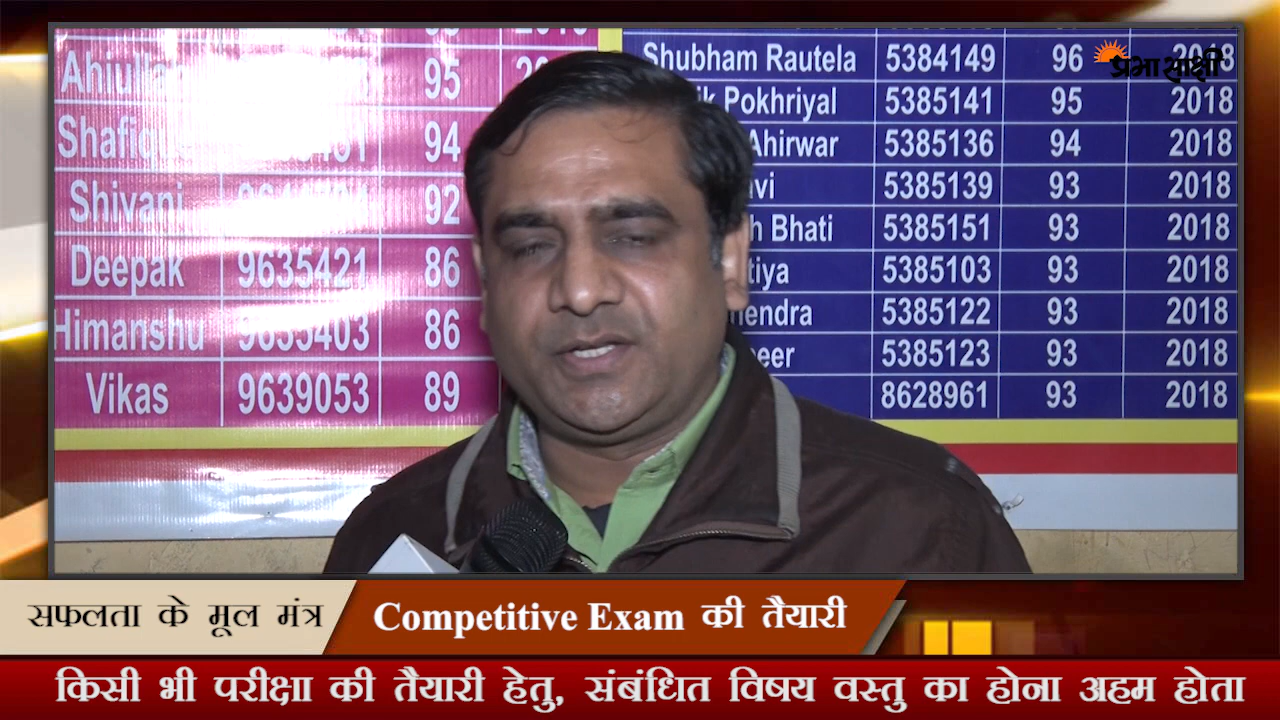 Shubham Rautela 5384149 96 2018
प्रभासाक्षी
Pokhriyal 5385141 95 2018
Ahirwar 5385136 94 2018
5385139 93 2018
Bhati 5385151 93 2018
5385103 93 2018
5385122 93 2018
5385123 93 2018
8628961 93 2018
95
94
Shivani 92
Deepak 9635421 86
Himanshu 9635403 86
Vikas 9639053 89
सफलता के मूल मंत्र
Competitive Exam की तैयारी
किसी भी परीक्षा की तैयारी हेतु, संबंधित विषय वस्तु का होना अहम होता